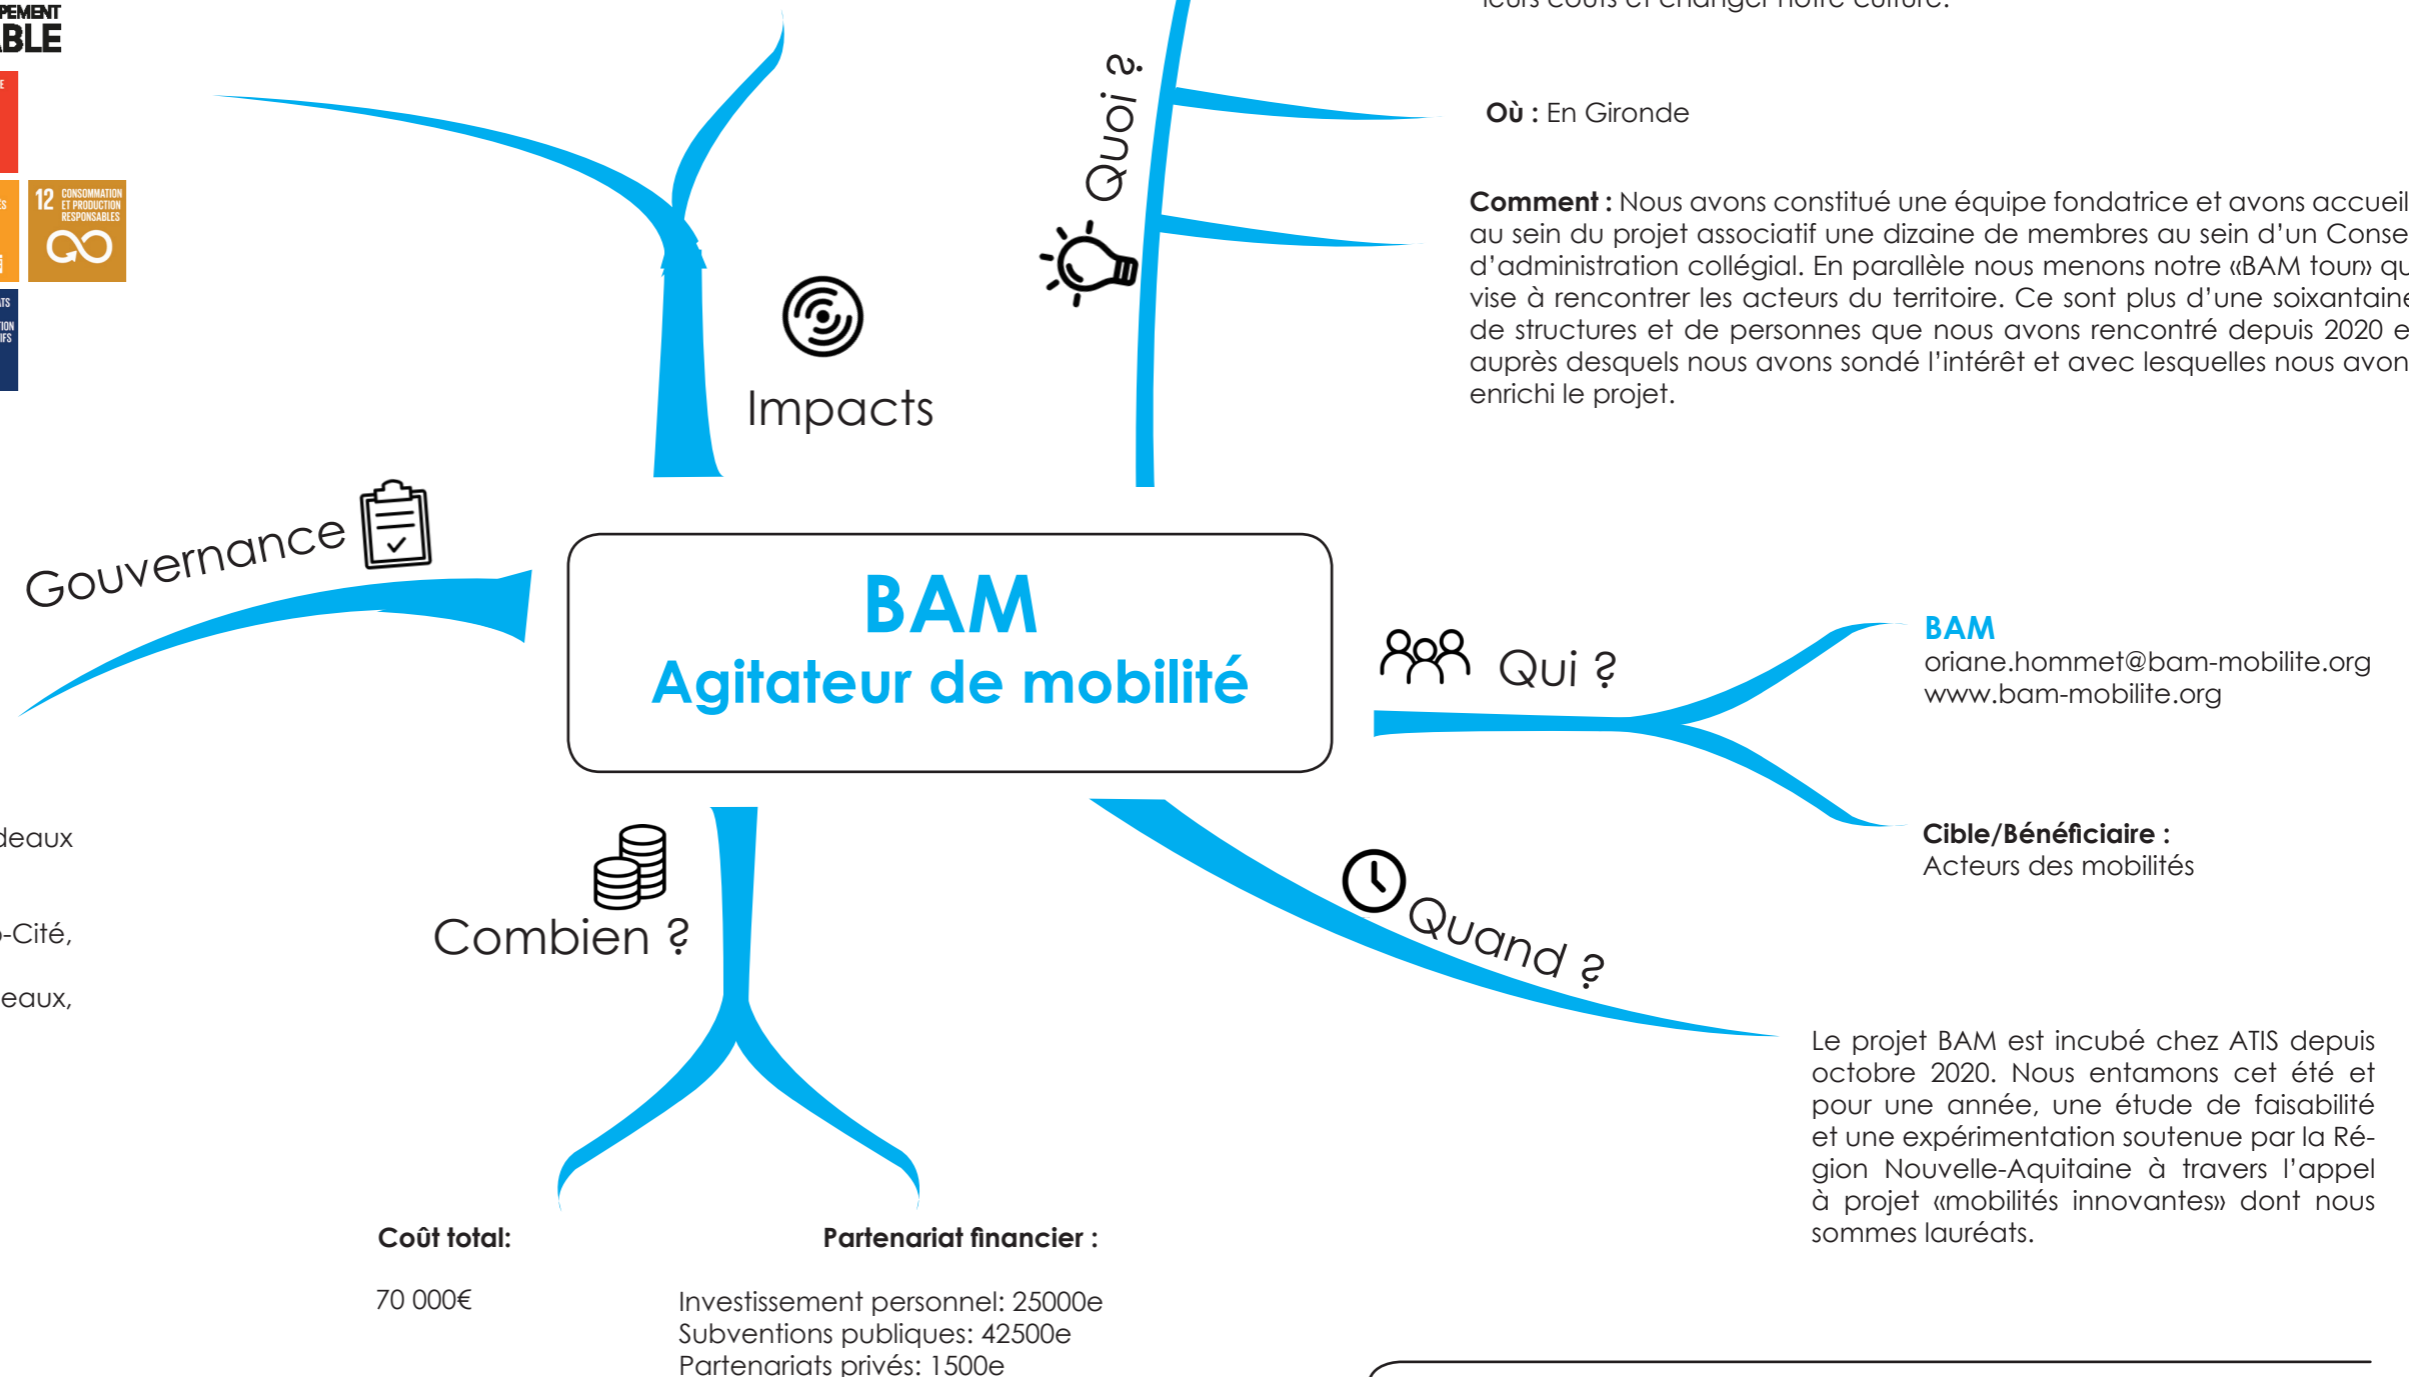 BLE
leurs coûts et changer notre culture.
Quoi ?
Où : En Gironde
12 CONSOMMATION
ET PRODUCTION
RESPONSABLES
Comment : Nous avons constitué une équipe fondatrice et avons accueil
au sein du projet associatif une dizaine de membres au sein d’un Conse
d’administration collégial. En parallèle nous menons notre «BAM tour» qu
vise à rencontrer les acteurs du territoire. Ce sont plus d’une soixantaine
de structures et de personnes que nous avons rencontré depuis 2020 e
auprès desquels nous avons sondé l’intérêt et avec lesquelles nous avon
enrichi le projet.
Impacts
Gouvernance
BAM
Agitateur de mobilité
Qui ?
BAM
oriane.hommet@bam-mobilite.org
www.bam-mobilite.org
Cible/Bénéficiaire :
Acteurs des mobilités
deaux
-Cité,
eaux,
Combien ?
Quand ?
Le projet BAM est incubé chez ATIS depuis
octobre 2020. Nous entamons cet été et
pour une année, une étude de faisabilité
et une expérimentation soutenue par la Ré-
gion Nouvelle-Aquitaine à travers l’appel
à projet «mobilités innovantes» dont nous
sommes lauréats.
Coût total:
70 000€
Partenariat financier :
Investissement personnel: 25000e
Subventions publiques: 42500e
Partenariats privés: 1500e